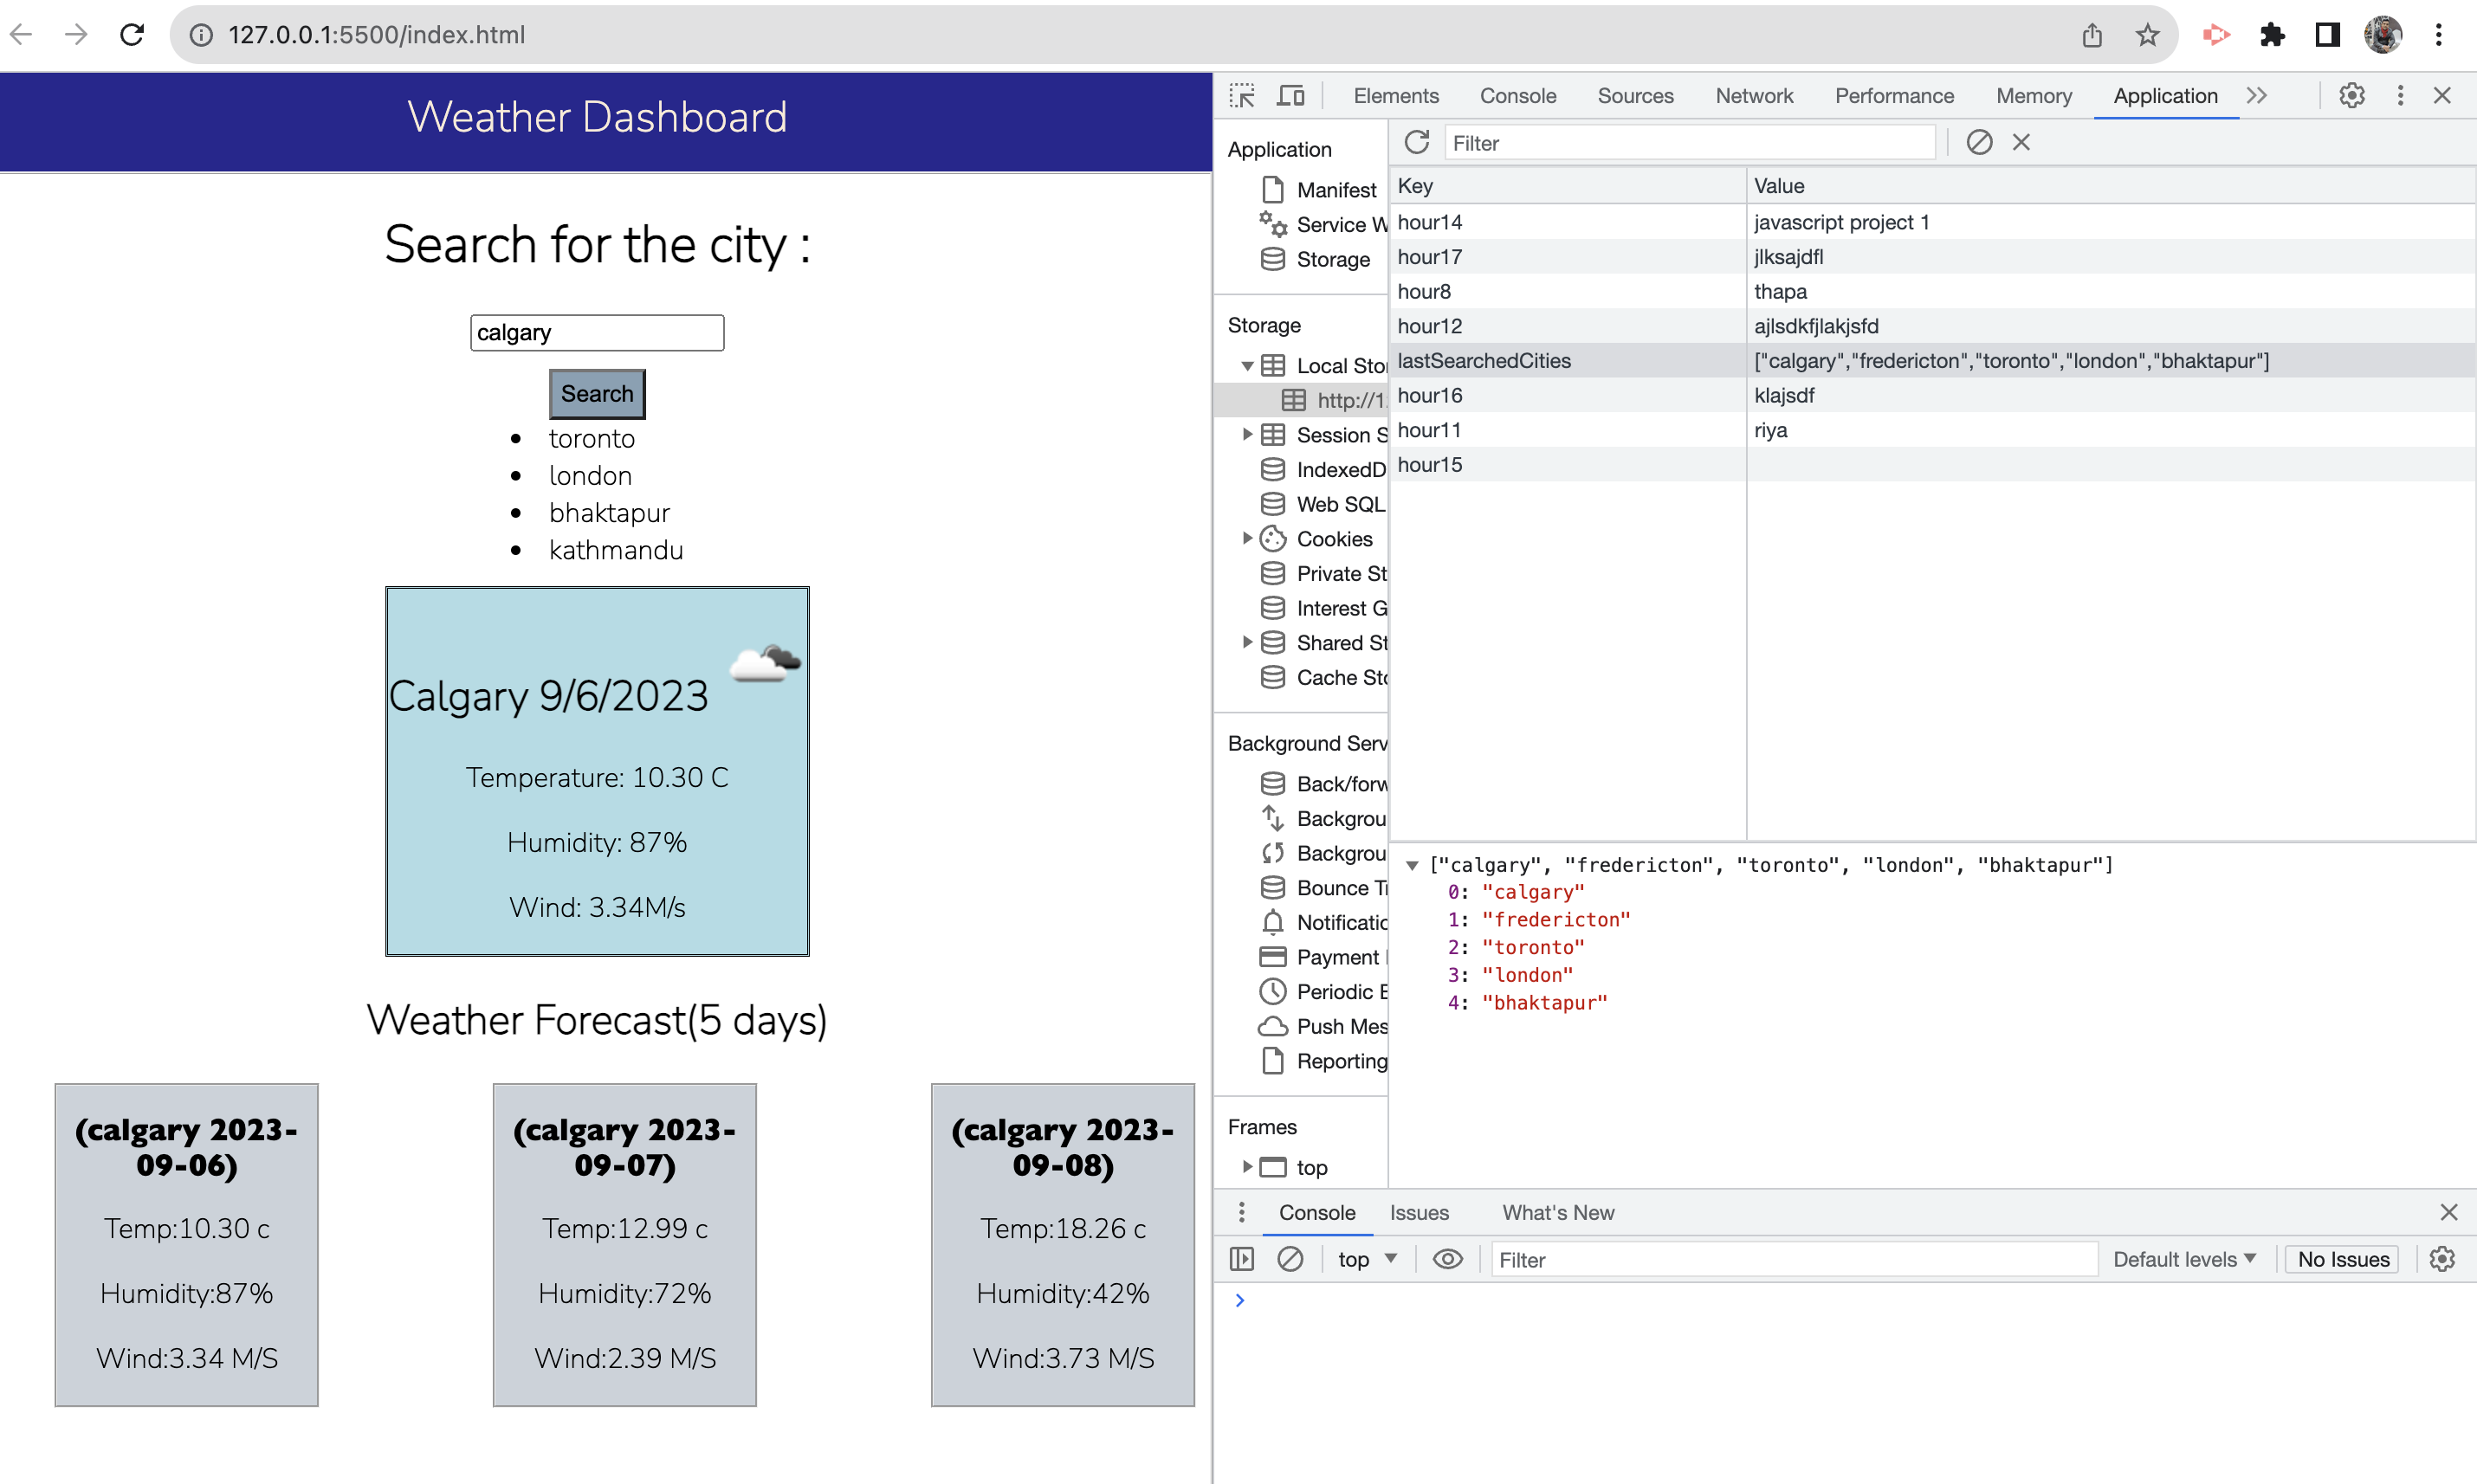 127.0.0.1:5500/index.html
Weather Dashboard
Search for the city :
calgary
Search
toronto
london
bhaktapur
kathmandu
Calgary 9/6/2023
Temperature: 10.30 C
Humidity: 87%
Wind: 3.34M/s
Weather Forecast(5 days)
(calgary 2023-
09-06)
Temp:10.30 c
Humidity:87%
Wind:3.34 M/S
(calgary 2023-
09-07)
Temp:12.99 c
Humidity:72%
Wind:2.39 M/S
(calgary 2023-
09-08)
Temp:18.26 c
Humidity:42%
Wind:3.73 M/S
Elements Console Sources Network Performance Memory Application
Application
Manifest
Service W
Storage
Storage
Local Sto
http://1
Session S
IndexedD
Web SQL
Cookies
Private St
Interest G
Shared St
Cache Sto
Background Serv
Back/forw
Backgrou
Backgrou
Bounce Tr
Notificatio
Payment
Periodic B
Push Mes
Reporting
Frames
top
Filter
Key Value
hour14 javascript project 1
hour17 jlksajdfl
hour8 thapa
hour12 ajlsdkfjlakjsfd
lastSearchedCities ["calgary","fredericton","toronto","london","bhaktapur"]
hour16 klajsdf
hour11 riya
hour15
["calgary", "fredericton", "toronto", "london", "bhaktapur"]
0: "calgary"
1: "fredericton"
2: "toronto"
3: "london"
4: "bhaktapur"
Console Issues What's New
top Filter Default levels No Issues